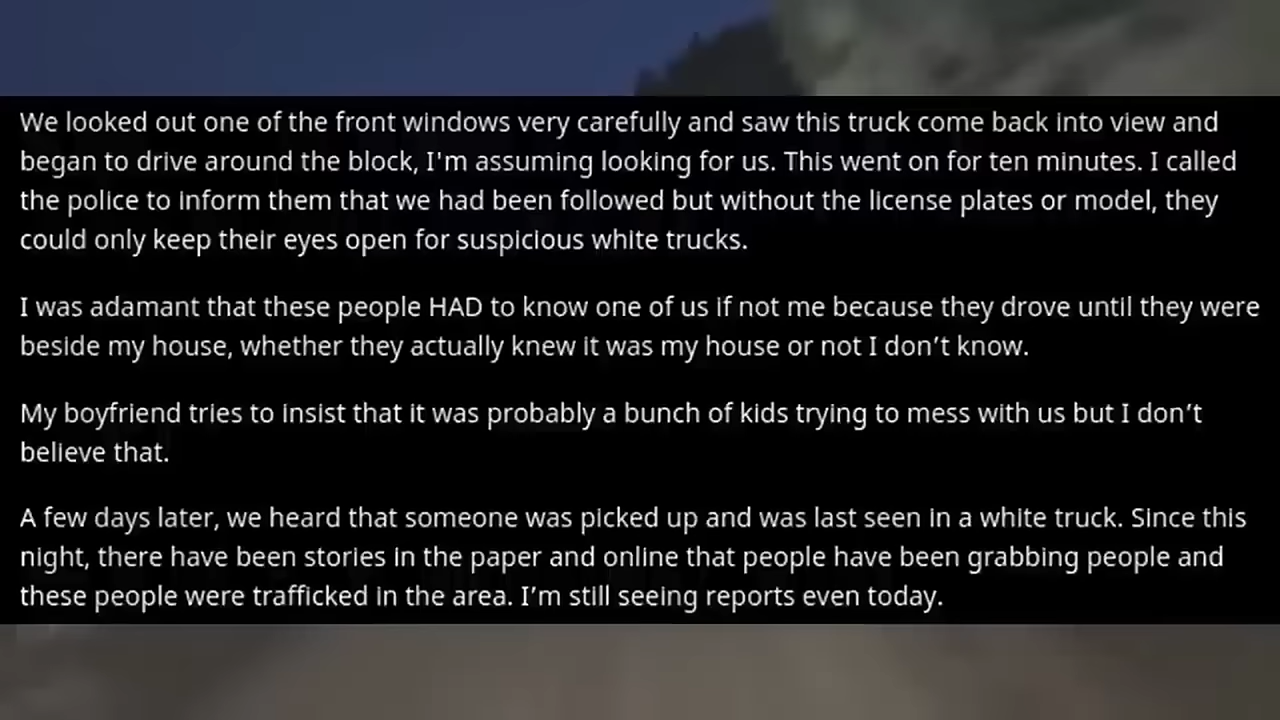 We looked out one of the front windows very carefully and saw this truck come back into view and
began to drive around the block, I'm assuming looking for us. This went on for ten minutes. I called
the police to inform them that we had been followed but without the license plates or model, they
could only keep their eyes open for suspicious white trucks.
I was adamant that these people HAD to know one of us if not me because they drove until they were
beside my house, whether they actually knew it was my house or not I don’t know.
My boyfriend tries to insist that it was probably a bunch of kids trying to mess with us but I don’t
believe that.
A few days later, we heard that someone was picked up and was last seen in a white truck. Since this
night, there have been stories in the paper and online that people have been grabbing people and
these people were trafficked in the area. I’m still seeing reports even today.